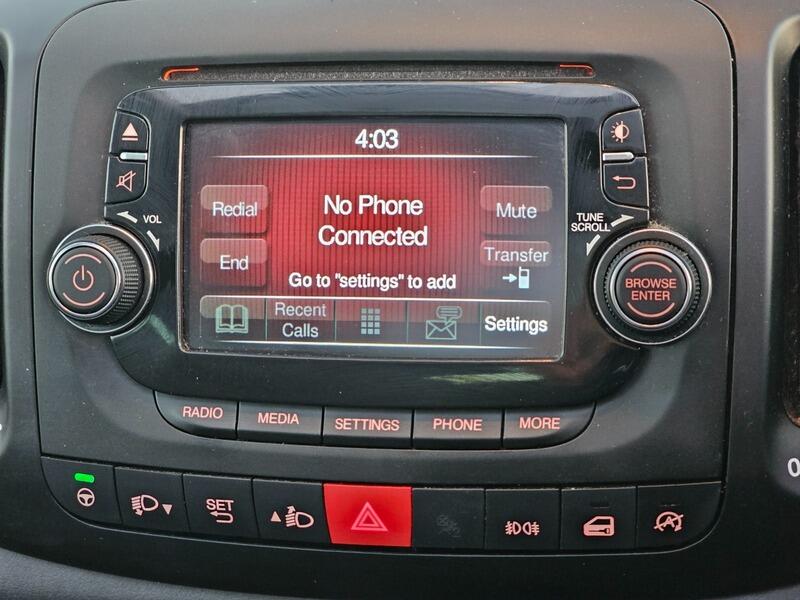 4:03
Redial
No Phone
Connected
Mute
VOL
TUNE
SCROLL
End
Transfer
BROWSE
ENTER
Go to "settings" to add
Recent
Calls
Settings
RADIO
MEDIA
SETTINGS
PHONE
MORE
SET
0